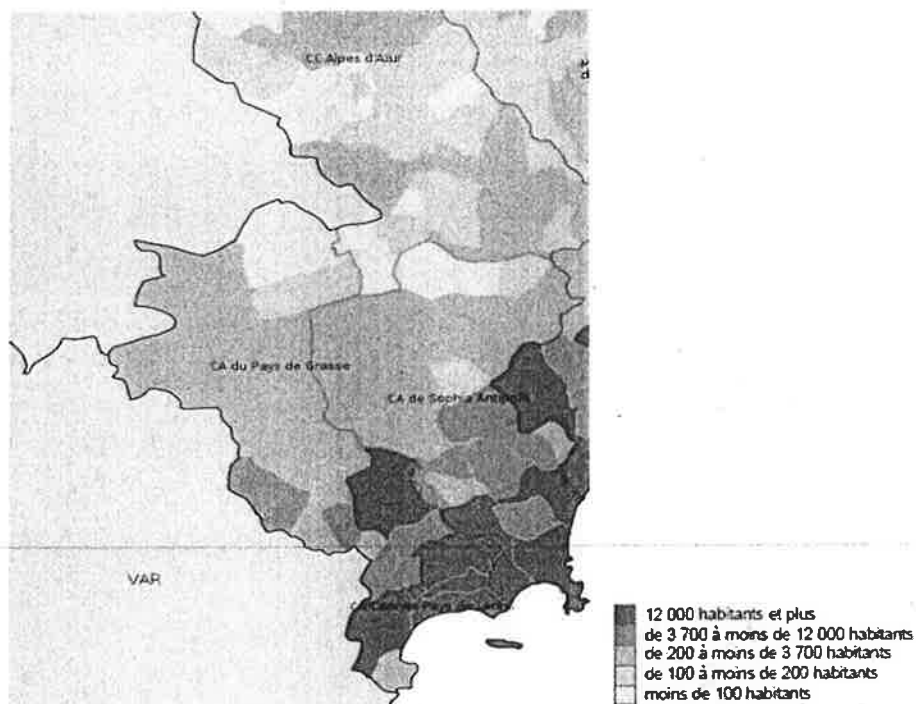 CC Alpes d'Azur
CA du Pays de Grasse
CA de Sophia Antipolis
VAR
12 000 habitants et plus
de 3 700 à moins de 12 000 habitants
de 200 à moins de 3 700 habitants
de 100 à moins de 200 habitants
moins de 100 habitants